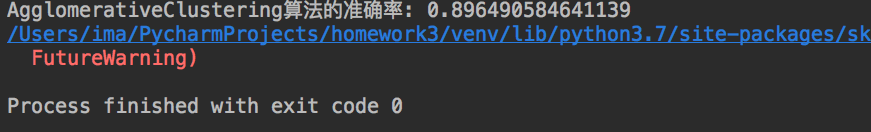 AgglomerativeClustering算法的准确率: 0.896490584641139
/Users/ima/PycharmProjects/homework3/venv/lib/python3.7/site-packages/sk
FutureWarning)
Process finished with exit code 0